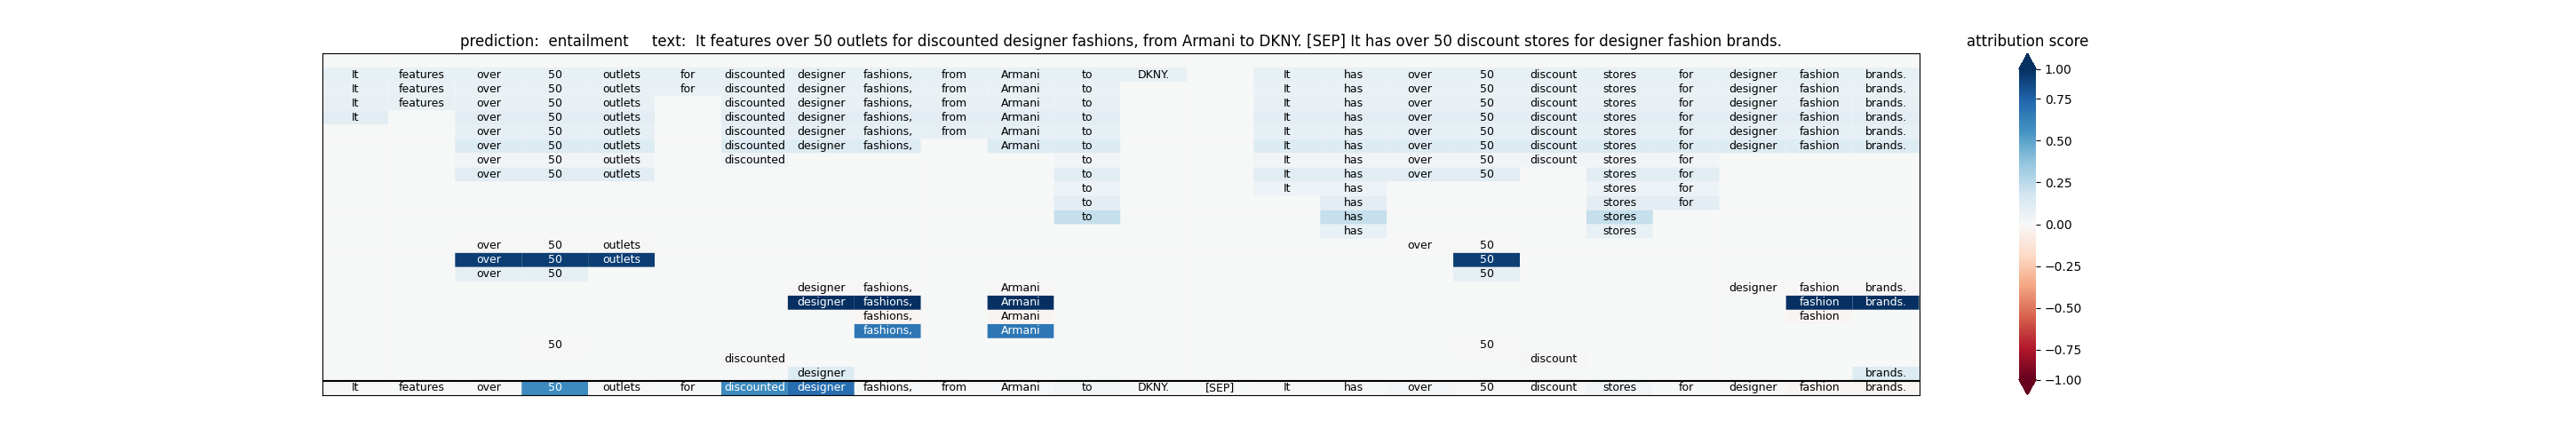 prediction: entailment text: It features over 50 outlets for discounted designer fashions, from Armani to DKNY. [SEP] It has over 50 discount stores for designer fashion brands.
attribution score
It features over 50 outlets for discounted designer fashions, from Armani to DKNY. It has over 50 discount stores for designer fashion brands.
It features over 50 outlets for discounted designer fashions, from Armani to It has over 50 discount stores for designer fashion brands.
It features over 50 outlets discounted designer fashions, from Armani to It has over 50 discount stores for designer fashion brands.
It over 50 outlets discounted designer fashions, from Armani to It has over 50 discount stores for designer fashion brands.
over 50 outlets discounted designer fashions, from Armani to It has over 50 discount stores for designer fashion brands.
over 50 outlets discounted designer fashions, Armani to It has over 50 discount stores for designer fashion brands.
over 50 outlets discounted to It has over 50 discount stores for
over 50 outlets to It has over 50 stores for
to It has stores for
to has stores for
to has stores
has stores
over 50 outlets over 50
over 50 outlets 50
over 50 50
designer fashions, Armani designer fashion brands.
designer fashions, Armani fashion brands.
fashions, Armani fashion
fashions, Armani
50 50
discounted discount
designer brands.
It features over 50 outlets for discounted designer fashions, from Armani to DKNY. [SEP] It has over 50 discount stores for designer fashion brands.
1.00
0.75
0.50
0.25
0.00
−0.25
−0.50
−0.75
−1.00